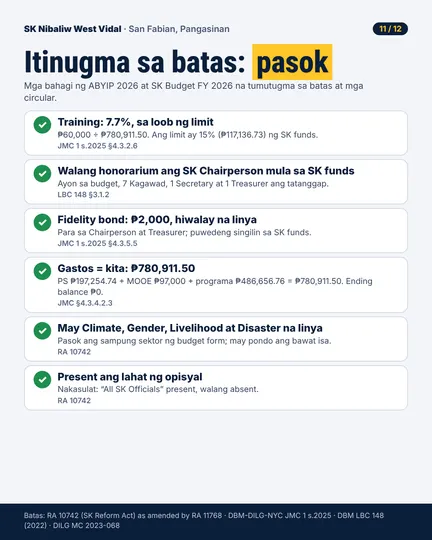 SK Nibaliw West Vidal · San Fabian, Pangasinan
11 / 12
Itinugma sa batas: pasok
Mga bahagi ng ABYIP 2026 at SK Budget FY 2026 na tumutugma sa batas at mga
circular.
Training: 7.7%, sa loob ng limit
₱60,000 ÷ ₱780,911.50. Ang limit ay 15% (₱117,136.73) ng SK funds.
JMC 1 s.2025 §4.3.2.6
Walang honorarium ang SK Chairperson mula sa SK funds
Ayon sa budget, 7 Kagawad, 1 Secretary at 1 Treasurer ang tatanggap.
LBC 148 §3.1.2
Fidelity bond: ₱2,000, hiwalay na linya
Para sa Chairperson at Treasurer; puwedeng singilin sa SK funds.
JMC 1 s.2025 §4.3.5.5
Gastos = kita: ₱780,911.50
PS ₱197,254.74 + MOOE ₱97,000 + programa ₱486,656.76 = ₱780,911.50. Ending
balance ₱0.
JMC §4.3.4.2.3
May Climate, Gender, Livelihood at Disaster na linya
Pasok ang sampung sektor ng budget form; may pondo ang bawat isa.
RA 10742
Present ang lahat ng opisyal
Nakasulat: "All SK Officials" present, walang absent.
RA 10742
Batas: RA 10742 (SK Reform Act) as amended by RA 11768 · DBM-DILG-NYC JMC 1 s.2025 · DBM LBC 148
(2022) · DILG MC 2023-068